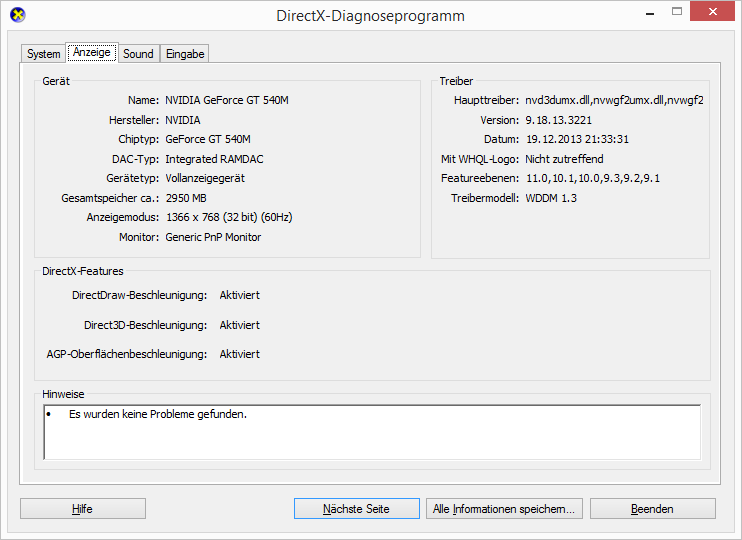 DirectX-Diagnoseprogramm
System Anzeige Sound Eingabe
Gerät
Name: NVIDIA GeForce GT 540M
Hersteller: NVIDIA
Chiptyp: GeForce GT 540M
DAC-Typ: Integrated RAMDAC
Gerätetyp: Vollanzeigegerät
Gesamtspeicher ca.: 2950 MB
Anzeigemodus: 1366 x 768 (32 bit) (60Hz)
Monitor: Generic PnP Monitor
Treiber
Haupttreiber: nvd3dumx.dll,nvwgf2umx.dll,nvwgf2
Version: 9.18.13.3221
Datum: 19.12.2013 21:33:31
Mit WHQL-Logo: Nicht zutreffend
Featureebenen: 11.0,10.1,10.0,9.3,9.2,9.1
Treibermodell: WDDM 1.3
DirectX-Features
DirectDraw-Beschleunigung: Aktiviert
Direct3D-Beschleunigung: Aktiviert
AGP-Oberflächenbeschleunigung: Aktiviert
Hinweise
• Es wurden keine Probleme gefunden.
Hilfe Nächste Seite Alle Informationen speichern... Beenden